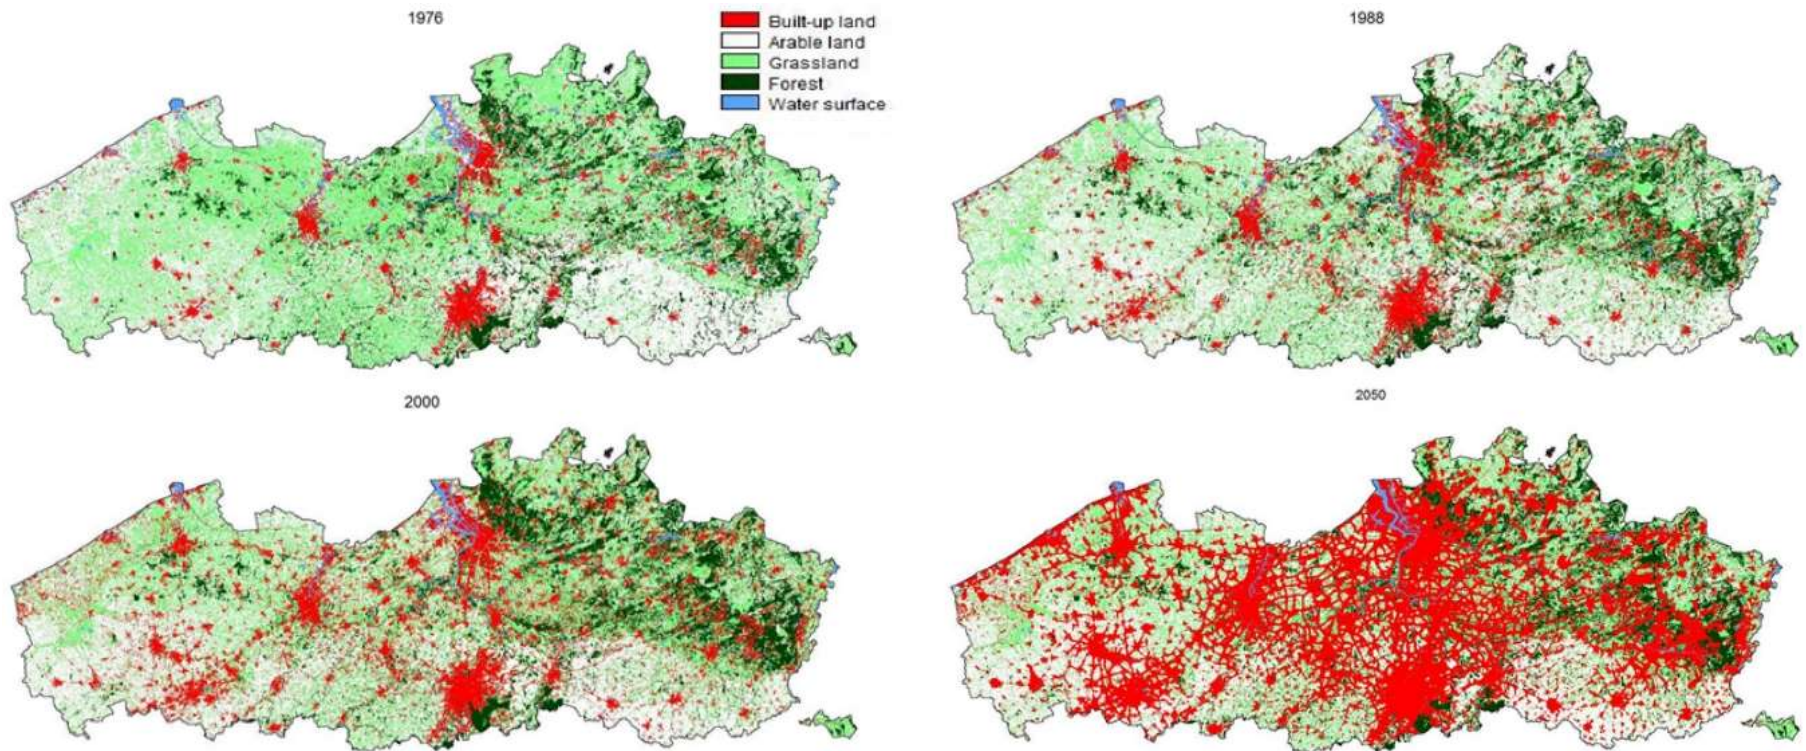 1976
Built-up land
Arable land
Grassland
Forest
Water surface
1988
2000
2050